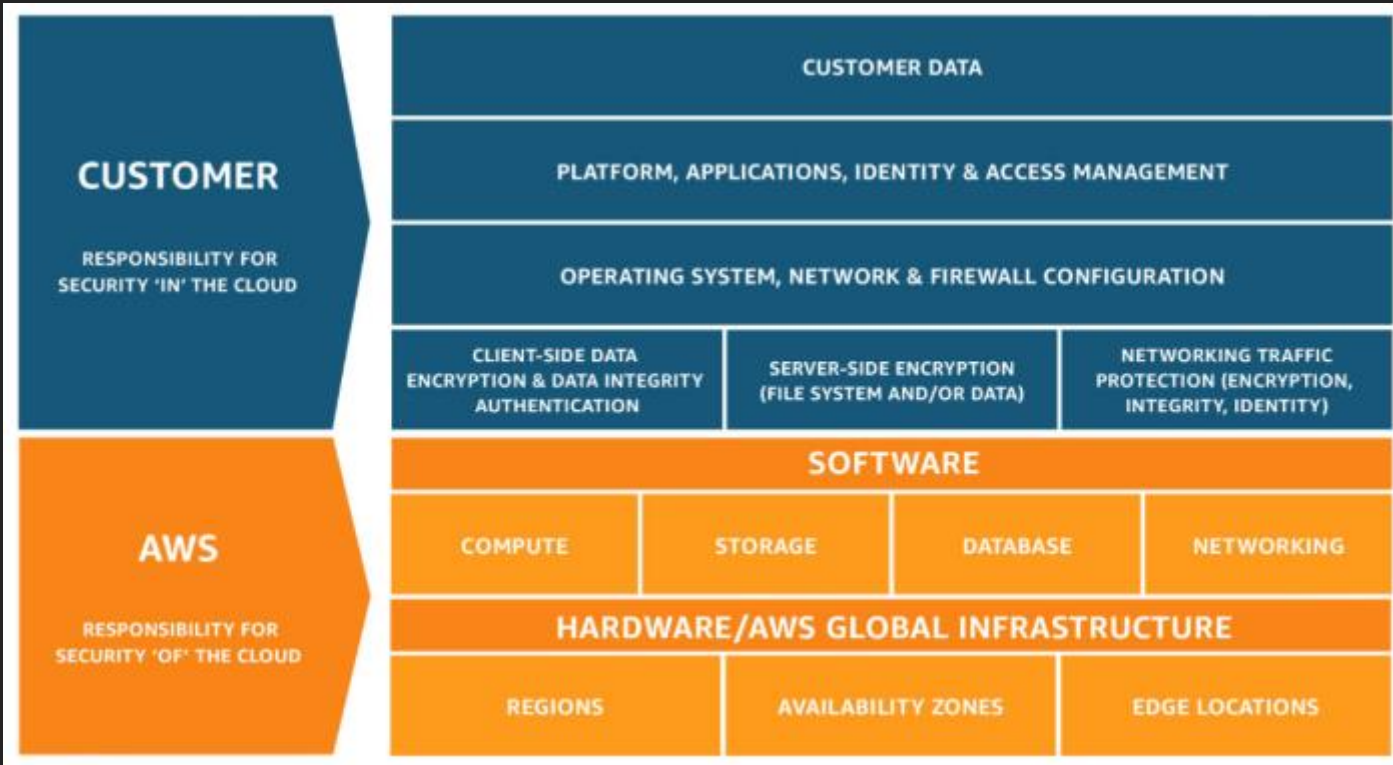 CUSTOMER
RESPONSIBILITY FOR
SECURITY ‘IN’ THE CLOUD
CUSTOMER DATA
PLATFORM, APPLICATIONS, IDENTITY & ACCESS MANAGEMENT
OPERATING SYSTEM, NETWORK & FIREWALL CONFIGURATION
CLIENT-SIDE DATA
ENCRYPTION & DATA INTEGRITY
AUTHENTICATION
SERVER-SIDE ENCRYPTION
(FILE SYSTEM AND/OR DATA)
NETWORKING TRAFFIC
PROTECTION (ENCRYPTION,
INTEGRITY, IDENTITY)
AWS
RESPONSIBILITY FOR
SECURITY ‘OF’ THE CLOUD
SOFTWARE
COMPUTE
STORAGE
DATABASE
NETWORKING
HARDWARE/AWS GLOBAL INFRASTRUCTURE
REGIONS
AVAILABILITY ZONES
EDGE LOCATIONS